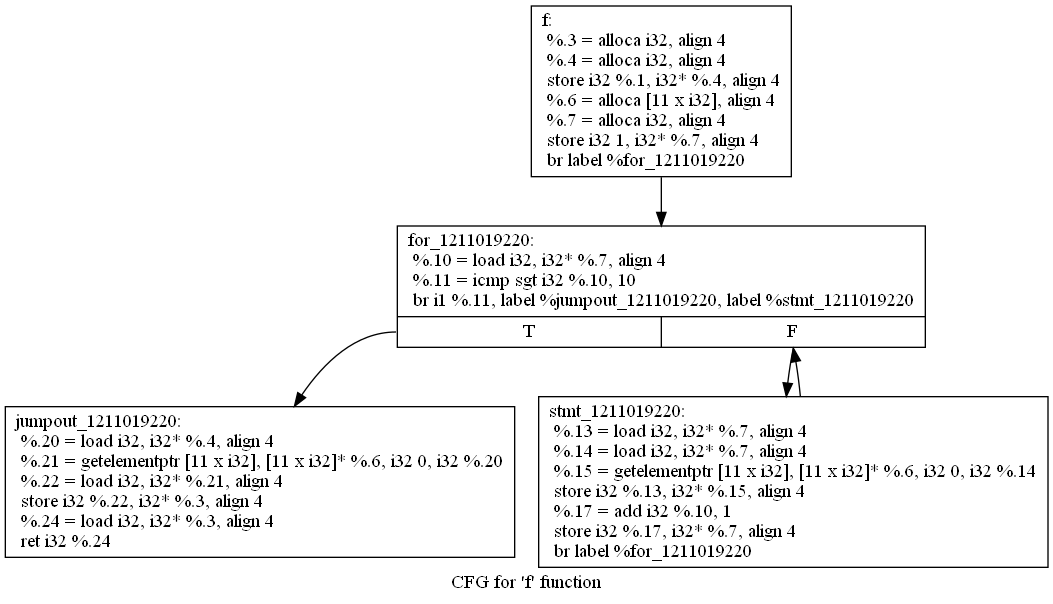 f:
%.3 = alloca i32, align 4
%.4 = alloca i32, align 4
store i32 %.1, i32* %.4, align 4
%.6 = alloca [11 x i32], align 4
%.7 = alloca i32, align 4
store i32 1, i32* %.7, align 4
br label %for_1211019220
for_1211019220:
%.10 = load i32, i32* %.7, align 4
%.11 = icmp sgt i32 %.10, 10
br i1 %.11, label %jumpout_1211019220, label %stmt_1211019220
T
F
jumpout_1211019220:
%.20 = load i32, i32* %.4, align 4
%.21 = getelementptr [11 x i32], [11 x i32]* %.6, i32 0, i32 %.20
%.22 = load i32, i32* %.21, align 4
store i32 %.22, i32* %.3, align 4
%.24 = load i32, i32* %.3, align 4
ret i32 %.24
stmt_1211019220:
%.13 = load i32, i32* %.7, align 4
%.14 = load i32, i32* %.7, align 4
%.15 = getelementptr [11 x i32], [11 x i32]* %.6, i32 0, i32 %.14
store i32 %.13, i32* %.15, align 4
%.17 = add i32 %.10, 1
store i32 %.17, i32* %.7, align 4
br label %for_1211019220
CFG for 'f' function